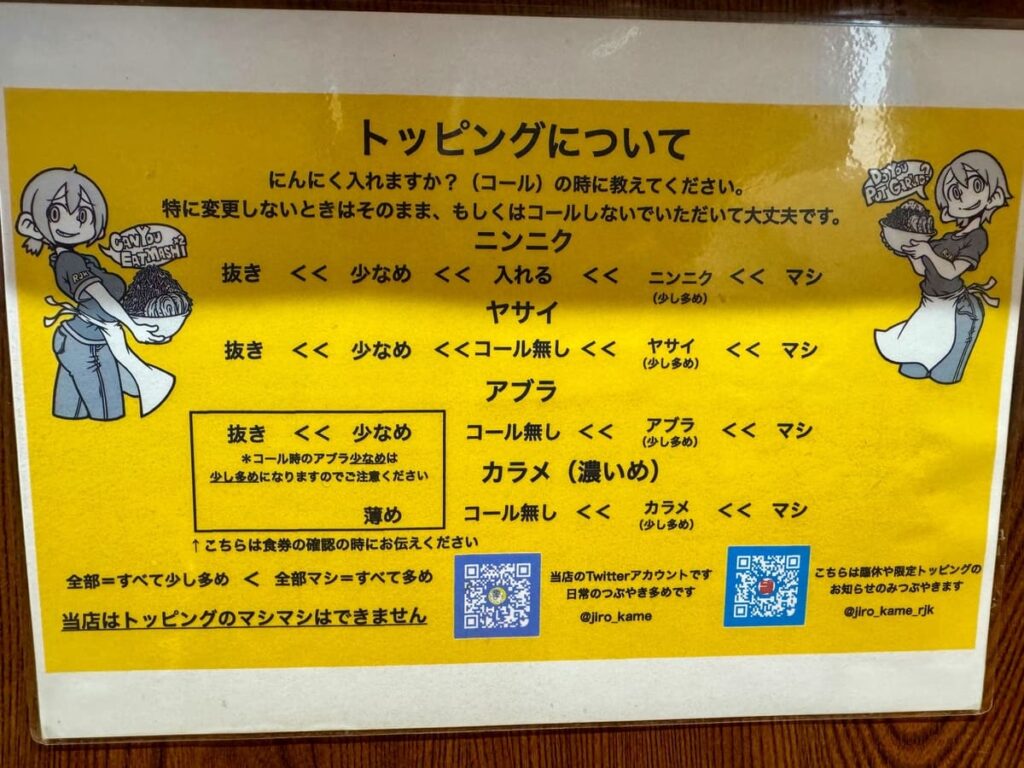 トッピングについて
にんにく入れますか？（コール）の時に教えてください。
特に変更しないときはそのまま、もしくはコールしないでいただいて大丈夫です。
CAN YOU
EAT MASHI?
RJK
DO YOU
PUT GARLIC?
ニンニク
抜き << 少なめ << 入れる << ニンニク << マシ
(少し多め)
ヤサイ
抜き << 少なめ <<コール無し << ヤサイ << マシ
(少し多め)
アブラ
抜き << 少なめ コール無し << アブラ << マシ
(少し多め)
＊コール時のアブラ少なめは
少し多めになりますのでご注意ください
カラメ（濃いめ）
薄め コール無し << カラメ << マシ
(少し多め)
↑こちらは食券の確認の時にお伝えください
全部＝すべて少し多め < 全部マシ＝すべて多め
当店はトッピングのマシマシはできません
当店のTwitterアカウントです
日常のつぶやき多めです
@jiro_kame
こちらは臨休や限定トッピングの
お知らせのみつぶやきます
@jiro_kame_rjk